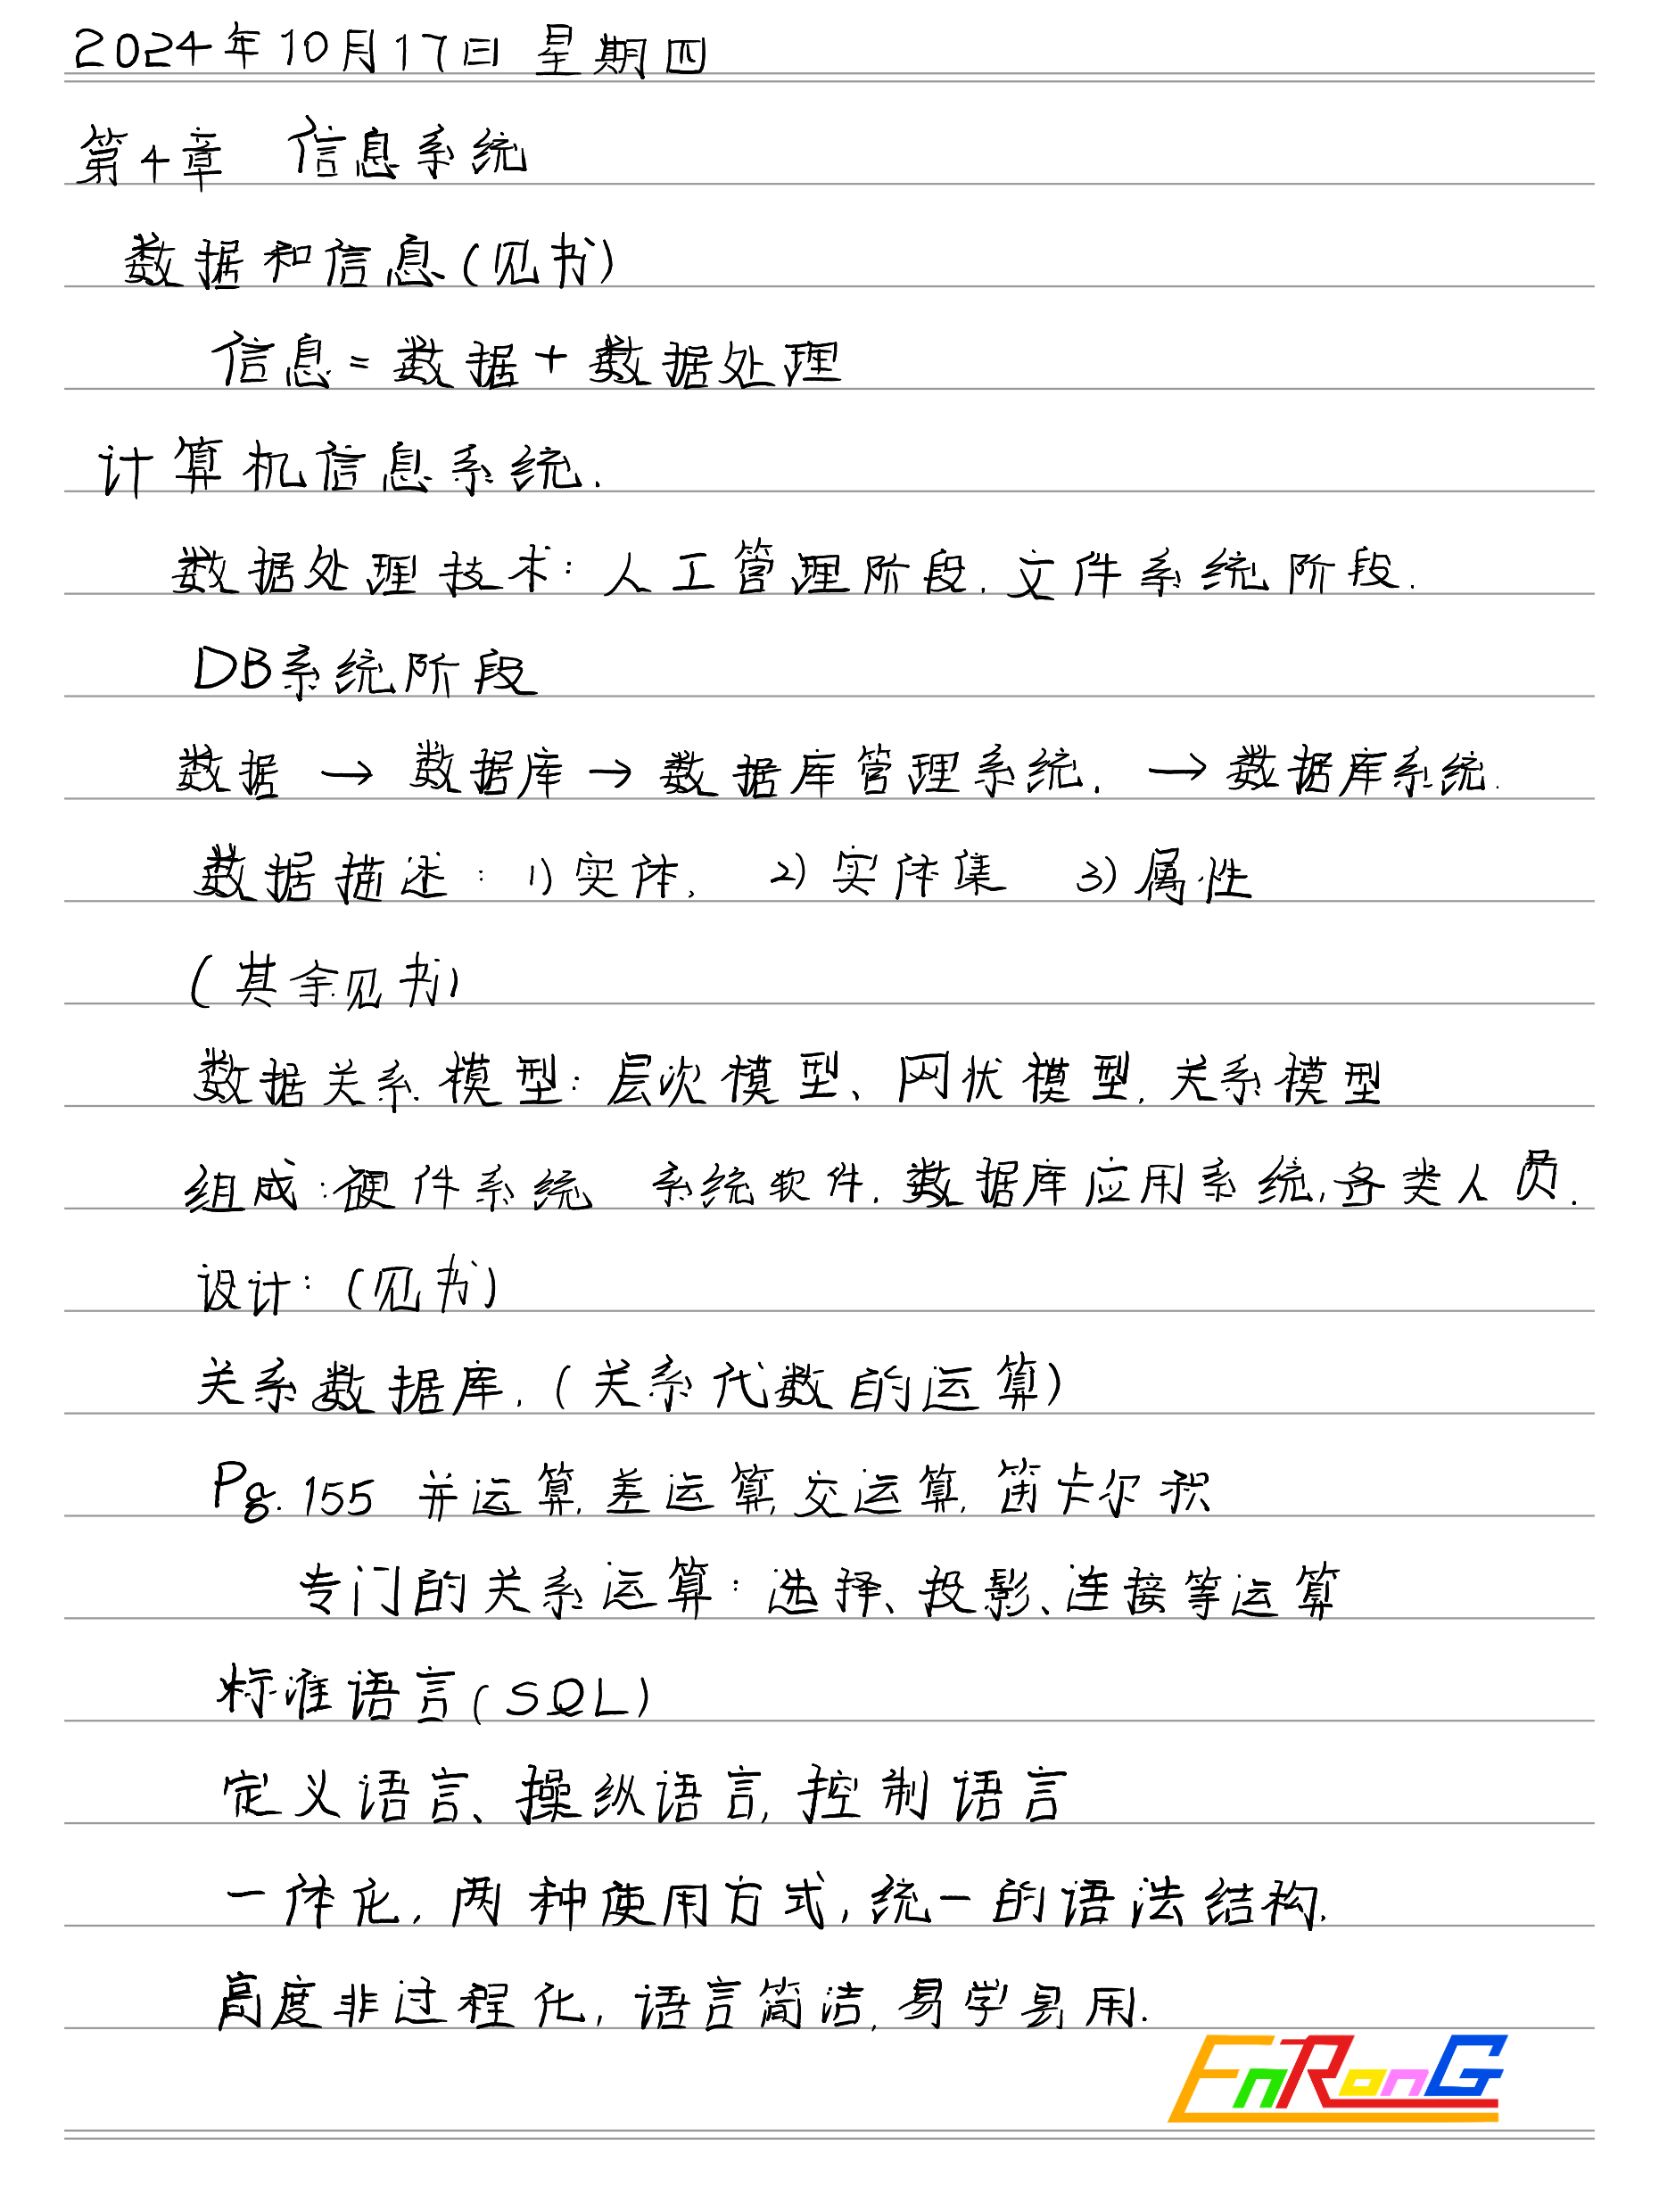 2024年10月17日 星期四
第4章 信息系统
数据和信息(见书)
信息=数据+数据处理
计算机信息系统.
数据处理技术: 人工管理阶段. 文件系统阶段.
DB系统阶段
数据 → 数据库 → 数据库管理系统. → 数据库系统.
数据描述: 1)实体. 2)实体集 3)属性
(其余见书)
数据关系模型: 层次模型、网状模型. 关系模型
组成:硬件系统 系统软件. 数据库应用系统,各类人员.
设计: (见书)
关系数据库. (关系代数的运算)
Pg. 155 并运算,差运算,交运算, 笛卡尔积
专门的关系运算: 选择、投影、连接等运算
标准语言(SQL)
定义语言、操纵语言, 控制语言
一体化, 两种使用方式, 统一的语法结构.
高度非过程化, 语言简洁, 易学易用.
EnRonG